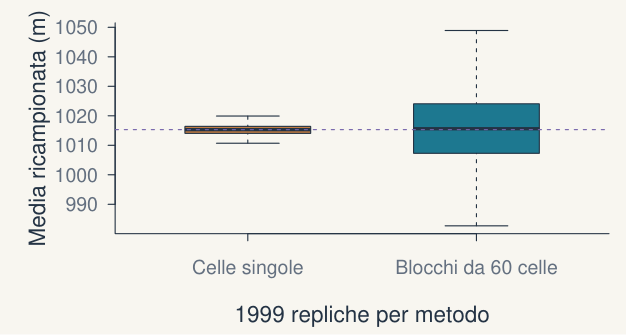 Media ricampionata (m)
1050
1040
1030
1020
1010
1000
990
Celle singole
Blocchi da 60 celle
1999 repliche per metodo